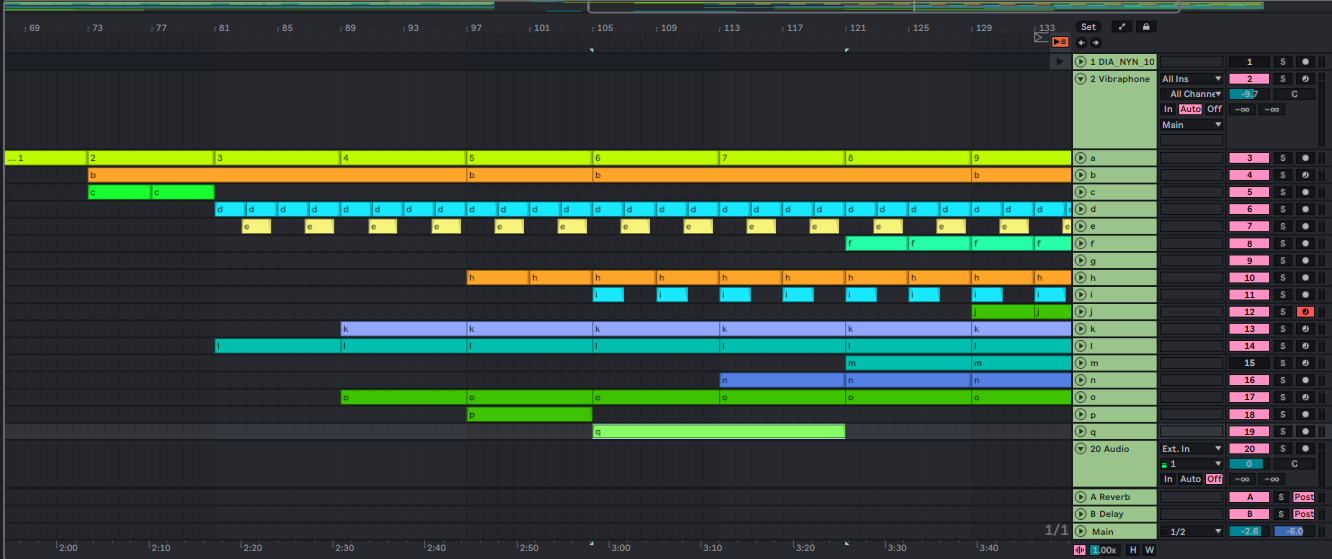 69 73 77 81 85 89 93 97 101 105 109 113 117 121 125 129 133 Set
1 DIA_NYN_10 1 S
2 Vibraphone All Ins 2 S
All Channe -9.7 C
In Auto Off -∞ -∞
Main
... 1 2 3 4 5 6 7 8 9 a 3 S
b b b b b 4 S
c c c 5 S
d d d d d d d d d d d d d d d d d d d d d d d d d d d d 6 S
e e e e e e e e e e e e e e e 7 S
f f f f f 8 S
g 9 S
h h h h h h h h h h h 10 S
i i i i i i i i i 11 S
j j j 12 S
k k k k k k k 13 S
l l l l l l l l 14 S
m m m 15 S
n n n n 16 S
o o o o o o o 17 S
p p 18 S
q q 19 S
20 Audio Ext. In 20 S
1 0 C
In Auto Off -∞ -∞
A Reverb A S Post
B Delay B S Post
1/1 Main 1/2 -2.6 -6.0
2:00 2:10 2:20 2:30 2:40 2:50 3:00 3:10 3:20 3:30 3:40 1.00x H W